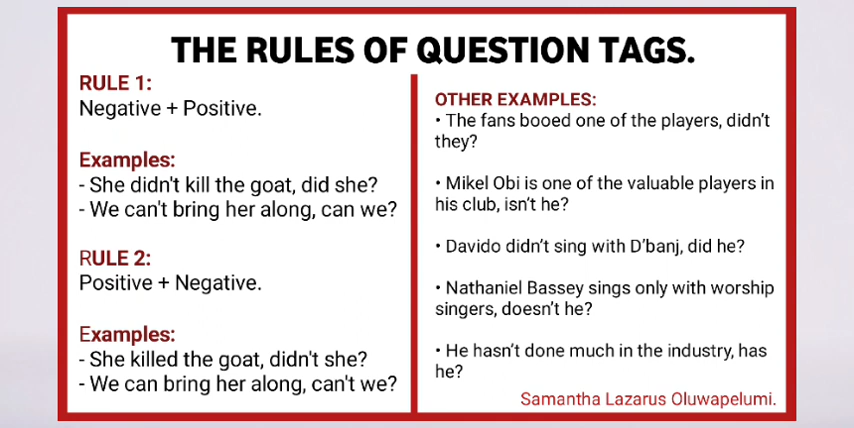 THE RULES OF QUESTION TAGS.
RULE 1:
Negative + Positive.
Examples:
- She didn't kill the goat, did she?
- We can't bring her along, can we?
RULE 2:
Positive + Negative.
Examples:
- She killed the goat, didn't she?
- We can bring her along, can't we?
OTHER EXAMPLES:
• The fans booed one of the players, didn't
they?
• Mikel Obi is one of the valuable players in
his club, isn't he?
• Davido didn't sing with D'banj, did he?
• Nathaniel Bassey sings only with worship
singers, doesn't he?
• He hasn't done much in the industry, has
he?
Samantha Lazarus Oluwapelumi.